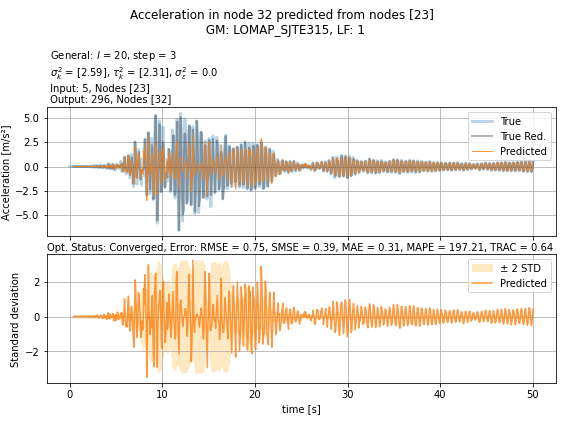 Acceleration in node 32 predicted from nodes [23]
GM: LOMAP_SJTE315, LF: 1
General: l = 20, step = 3
σ²ₖ = [2.59], τ²ₖ = [2.31], σ²ε = 0.0
Input: 5, Nodes [23]
Output: 296, Nodes [32]
Acceleration [m/s²]
5.0
2.5
0.0
−2.5
−5.0
True
True Red.
Predicted
Opt. Status: Converged, Error: RMSE = 0.75, SMSE = 0.39, MAE = 0.31, MAPE = 197.21, TRAC = 0.64
Standard deviation
2
0
−2
± 2 STD
Predicted
0 10 20 30 40 50
time [s]